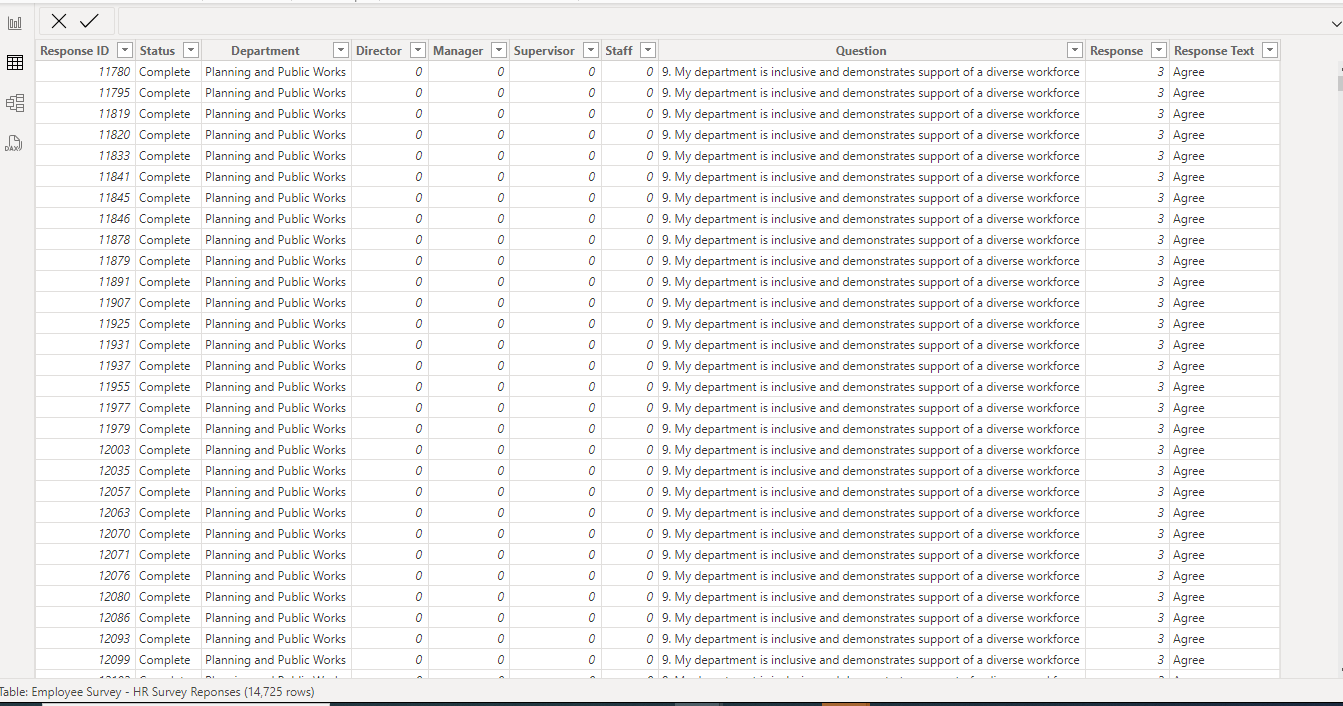 Response ID Status Department Director Manager Supervisor Staff Question Response Response Text
11780 Complete Planning and Public Works 0 0 0 0 9. My department is inclusive and demonstrates support of a diverse workforce 3 Agree
11795 Complete Planning and Public Works 0 0 0 0 9. My department is inclusive and demonstrates support of a diverse workforce 3 Agree
11819 Complete Planning and Public Works 0 0 0 0 9. My department is inclusive and demonstrates support of a diverse workforce 3 Agree
11820 Complete Planning and Public Works 0 0 0 0 9. My department is inclusive and demonstrates support of a diverse workforce 3 Agree
11833 Complete Planning and Public Works 0 0 0 0 9. My department is inclusive and demonstrates support of a diverse workforce 3 Agree
11841 Complete Planning and Public Works 0 0 0 0 9. My department is inclusive and demonstrates support of a diverse workforce 3 Agree
11845 Complete Planning and Public Works 0 0 0 0 9. My department is inclusive and demonstrates support of a diverse workforce 3 Agree
11846 Complete Planning and Public Works 0 0 0 0 9. My department is inclusive and demonstrates support of a diverse workforce 3 Agree
11878 Complete Planning and Public Works 0 0 0 0 9. My department is inclusive and demonstrates support of a diverse workforce 3 Agree
11879 Complete Planning and Public Works 0 0 0 0 9. My department is inclusive and demonstrates support of a diverse workforce 3 Agree
11891 Complete Planning and Public Works 0 0 0 0 9. My department is inclusive and demonstrates support of a diverse workforce 3 Agree
11907 Complete Planning and Public Works 0 0 0 0 9. My department is inclusive and demonstrates support of a diverse workforce 3 Agree
11925 Complete Planning and Public Works 0 0 0 0 9. My department is inclusive and demonstrates support of a diverse workforce 3 Agree
11931 Complete Planning and Public Works 0 0 0 0 9. My department is inclusive and demonstrates support of a diverse workforce 3 Agree
11937 Complete Planning and Public Works 0 0 0 0 9. My department is inclusive and demonstrates support of a diverse workforce 3 Agree
11955 Complete Planning and Public Works 0 0 0 0 9. My department is inclusive and demonstrates support of a diverse workforce 3 Agree
11977 Complete Planning and Public Works 0 0 0 0 9. My department is inclusive and demonstrates support of a diverse workforce 3 Agree
11979 Complete Planning and Public Works 0 0 0 0 9. My department is inclusive and demonstrates support of a diverse workforce 3 Agree
12003 Complete Planning and Public Works 0 0 0 0 9. My department is inclusive and demonstrates support of a diverse workforce 3 Agree
12035 Complete Planning and Public Works 0 0 0 0 9. My department is inclusive and demonstrates support of a diverse workforce 3 Agree
12057 Complete Planning and Public Works 0 0 0 0 9. My department is inclusive and demonstrates support of a diverse workforce 3 Agree
12063 Complete Planning and Public Works 0 0 0 0 9. My department is inclusive and demonstrates support of a diverse workforce 3 Agree
12070 Complete Planning and Public Works 0 0 0 0 9. My department is inclusive and demonstrates support of a diverse workforce 3 Agree
12071 Complete Planning and Public Works 0 0 0 0 9. My department is inclusive and demonstrates support of a diverse workforce 3 Agree
12076 Complete Planning and Public Works 0 0 0 0 9. My department is inclusive and demonstrates support of a diverse workforce 3 Agree
12080 Complete Planning and Public Works 0 0 0 0 9. My department is inclusive and demonstrates support of a diverse workforce 3 Agree
12086 Complete Planning and Public Works 0 0 0 0 9. My department is inclusive and demonstrates support of a diverse workforce 3 Agree
12093 Complete Planning and Public Works 0 0 0 0 9. My department is inclusive and demonstrates support of a diverse workforce 3 Agree
12099 Complete Planning and Public Works 0 0 0 0 9. My department is inclusive and demonstrates support of a diverse workforce 3 Agree
DAX
Table: Employee Survey - HR Survey Reponses (14,725 rows)